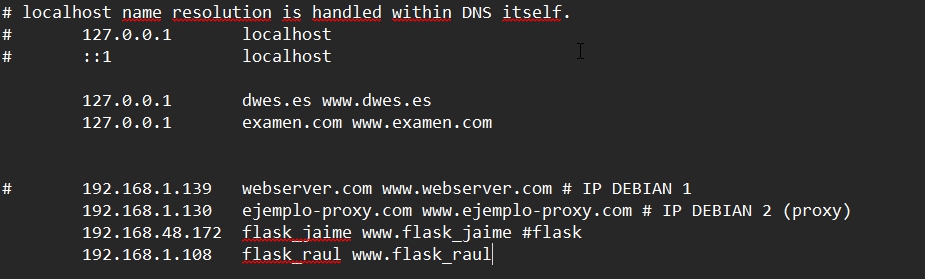 # localhost name resolution is handled within DNS itself.
# 127.0.0.1 localhost
# ::1 localhost
127.0.0.1 dwes.es www.dwes.es
127.0.0.1 examen.com www.examen.com
# 192.168.1.139 webserver.com www.webserver.com # IP DEBIAN 1
192.168.1.130 ejemplo-proxy.com www.ejemplo-proxy.com # IP DEBIAN 2 (proxy)
192.168.48.172 flask_jaime www.flask_jaime #flask
192.168.1.108 flask_raul www.flask_raul